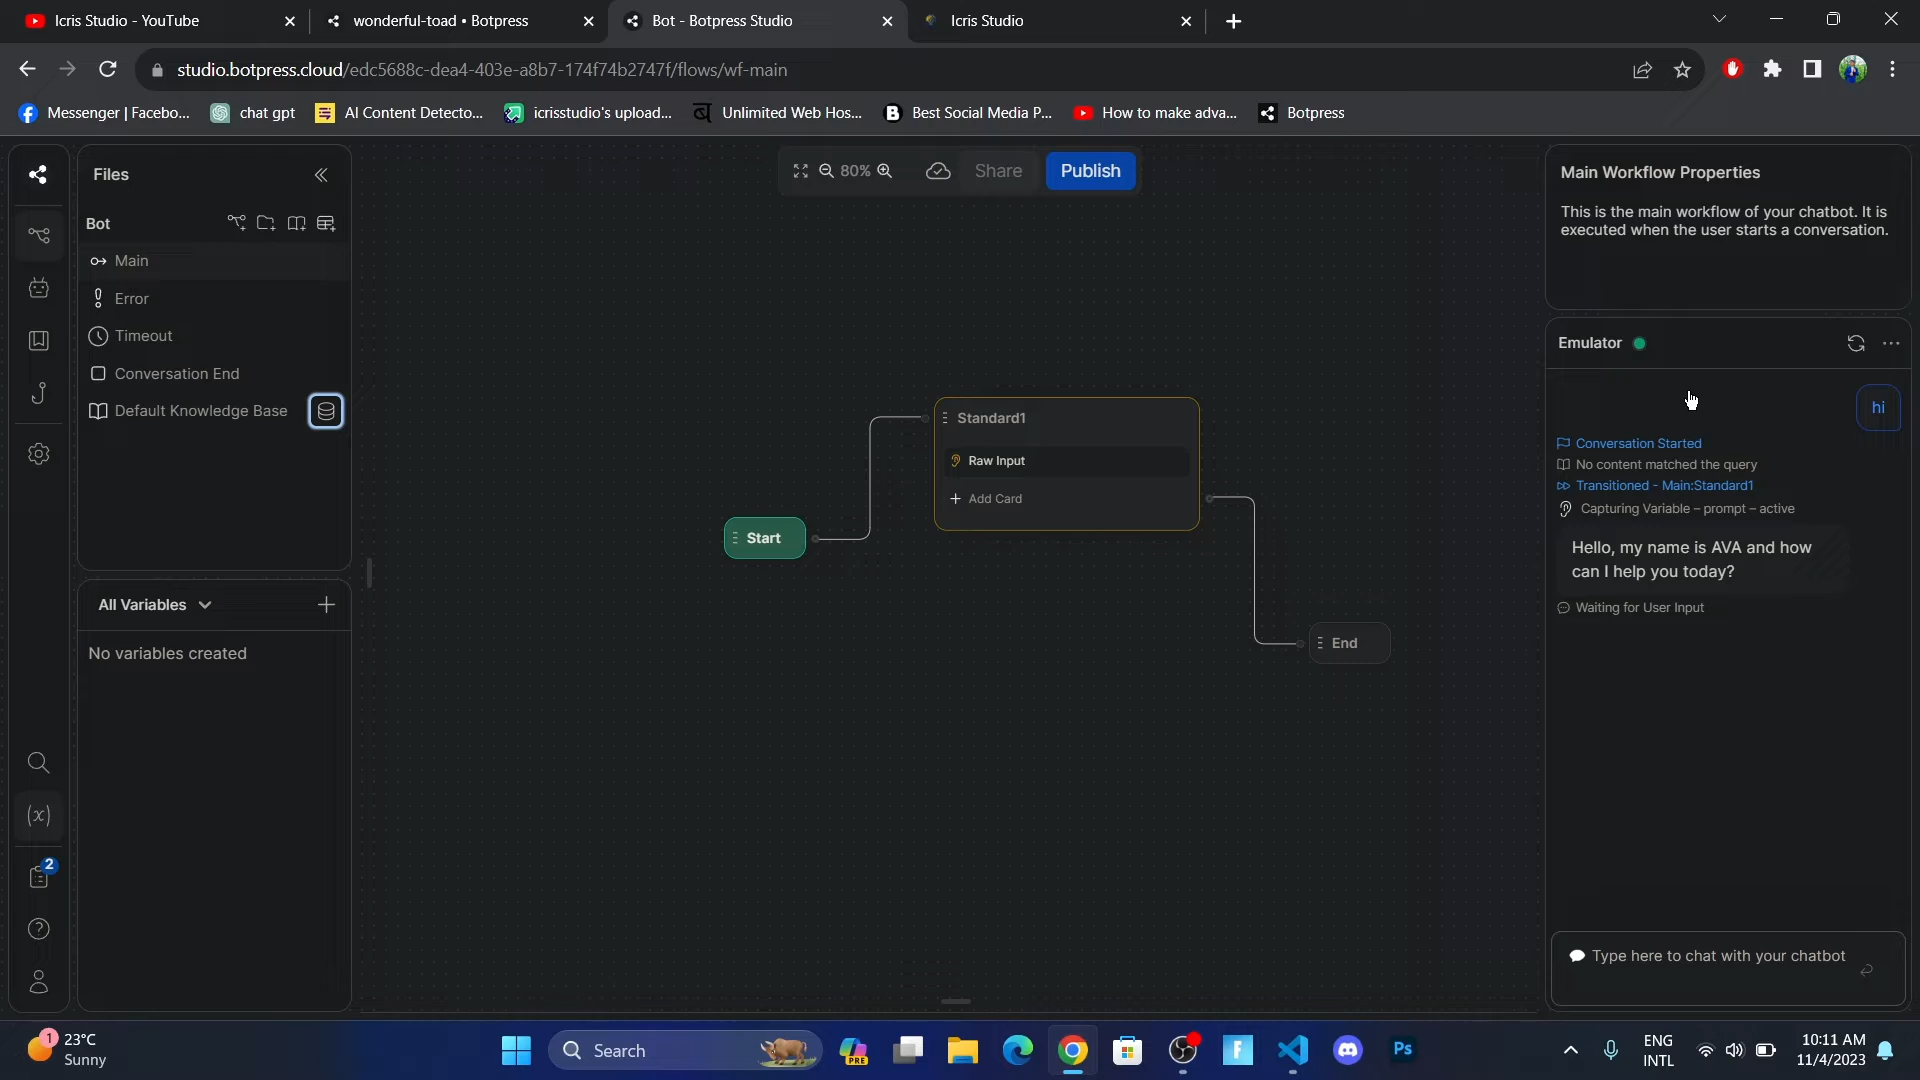 Icris Studio - YouTube
wonderful-toad • Botpress
Bot - Botpress Studio
Icris Studio
studio.botpress.cloud/edc5688c-dea4-403e-a8b7-174f74b2747f/flows/wf-main
Messenger | Facebo...
chat gpt
AI Content Detecto...
icrisstudio's upload...
Unlimited Web Hos...
Best Social Media P...
How to make adva...
Botpress
Files
Bot
Main
Error
Timeout
Conversation End
Default Knowledge Base
All Variables
No variables created
2
80%
Share
Publish
Start
Standard1
Raw Input
Add Card
End
Main Workflow Properties
This is the main workflow of your chatbot. It is
executed when the user starts a conversation.
Emulator
hi
Conversation Started
No content matched the query
Transitioned - Main:Standard1
Capturing Variable – prompt – active
Hello, my name is AVA and how
can I help you today?
Waiting for User Input
Type here to chat with your chatbot
1
23°C
Sunny
Search
PRE
Ps
ENG
INTL
10:11 AM
11/4/2023